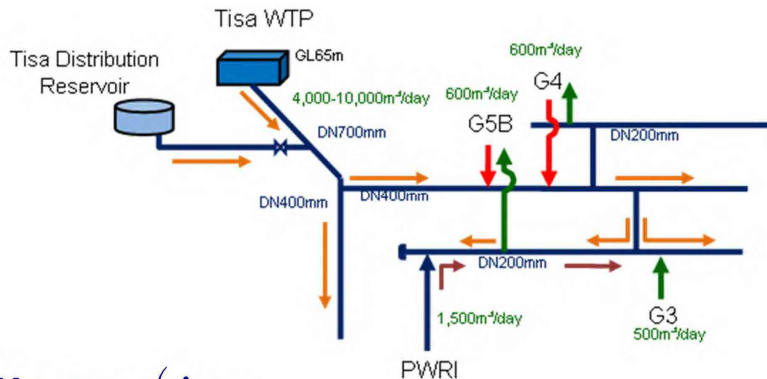 Tisa WTP
GL65m
Tisa Distribution
Reservoir
4,000-10,000m³/day
DN700mm
600m³/day
600m³/day
G4
G5B
DN200mm
DN400mm
DN400mm
DN200mm
1,500m³/day
G3
500m³/day
PWRI